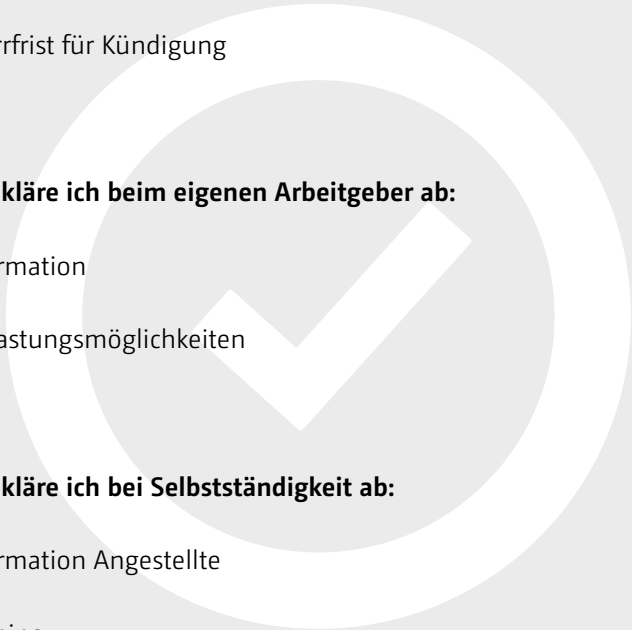 rfrist für Kündigung
kläre ich beim eigenen Arbeitgeber ab:
rmation
astungsmöglichkeiten
kläre ich bei Selbstständigkeit ab:
rmation Angestellte